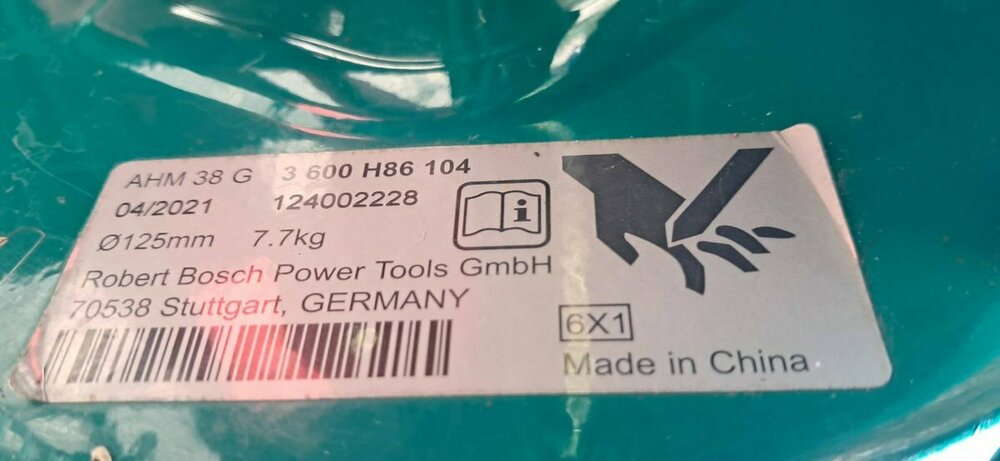 AHM 38 G 3 600 H86 104
04/2021 124002228
Ø125mm 7.7kg
Robert Bosch Power Tools GmbH
70538 Stuttgart, GERMANY
i
6X1
Made in China